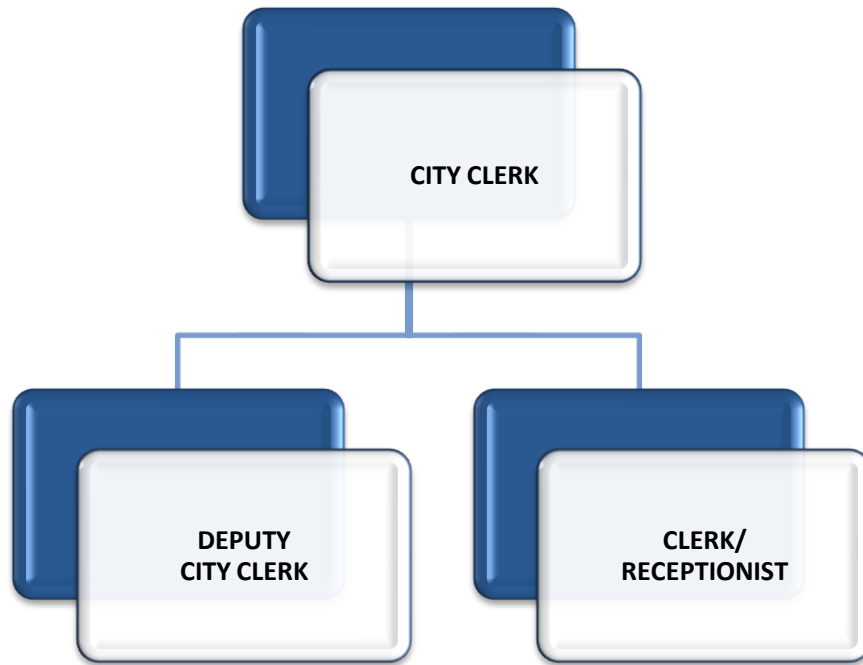 CITY CLERK
DEPUTY
CITY CLERK
CLERK/
RECEPTIONIST